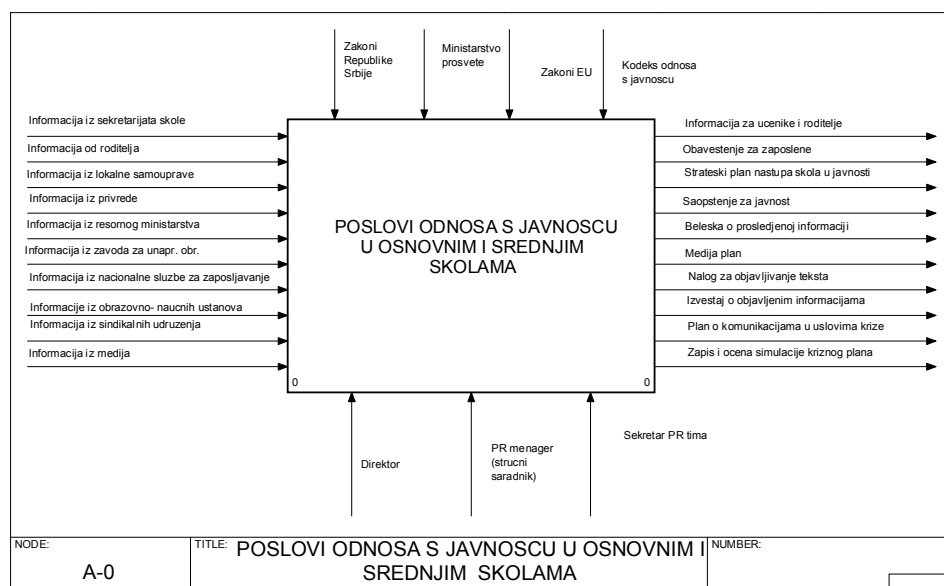 Zakoni
Republike
Srbije
Ministarstvo
prosvete
Zakoni EU
Kodeks odnosa
s javnoscu
Informacija iz sekretarijata skole
Informacija od roditelja
Informacija iz lokalne samouprave
Informacija iz privrede
Informacija iz resornog ministarstva
Informacija iz zavoda za unapr. obr.
Informacija iz nacionalne sluzbe za zaposljavanje
Informacije iz obrazovno- naucnih ustanova
Informacija iz sindikalnih udruzenja
Informacija iz medija
POSLOVI ODNOSA S JAVNOSCU
U OSNOVNIM I SREDNJIM
SKOLAMA
0
0
Informacija za ucenike i roditelje
Obavestenje za zaposlene
Strateski plan nastupa skola u javnosti
Saopstenje za javnost
Beleska o prosledjenoj informaciji
Medija plan
Nalog za objavljivanje teksta
Izvestaj o objavljenim informacijama
Plan o komunikacijama u uslovima krize
Zapis i ocena simulacije kriznog plana
Direktor
PR menager
(strucni
saradnik)
Sekretar PR tima
NODE:
A-0
TITLE: POSLOVI ODNOSA S JAVNOSCU U OSNOVNIM I
SREDNJIM SKOLAMA
NUMBER: